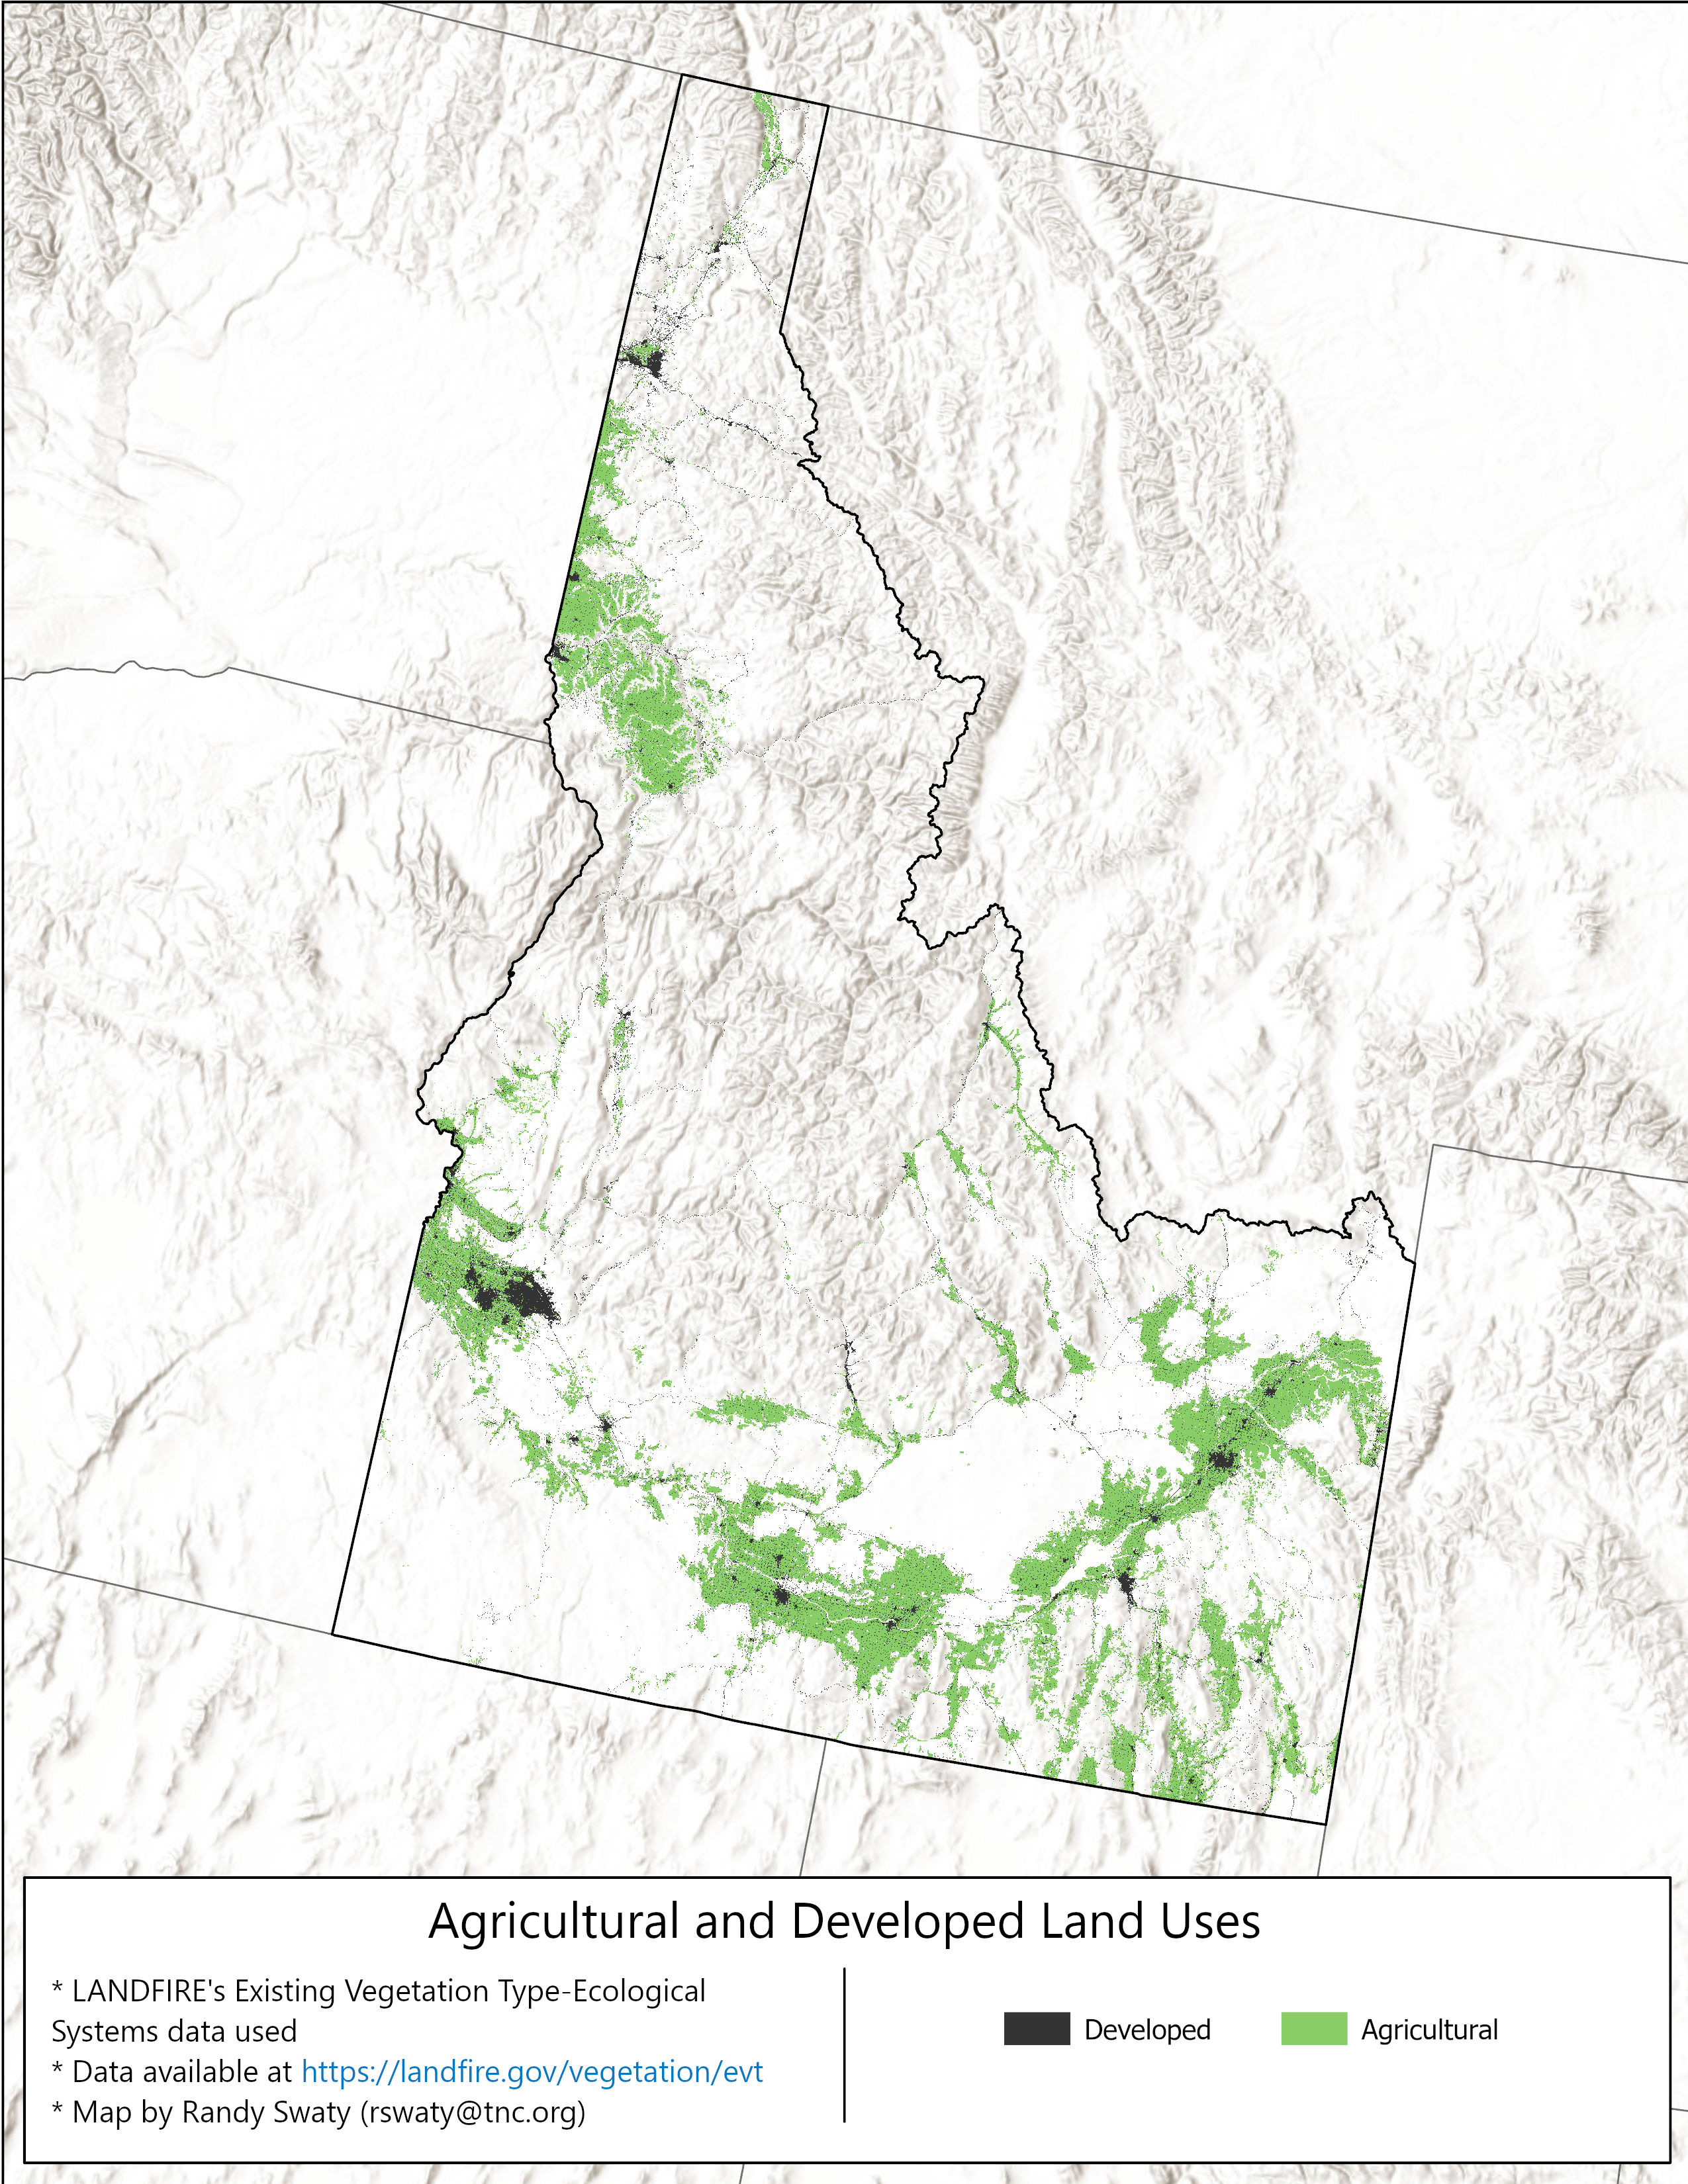 Agricultural and Developed Land Uses
* LANDFIRE's Existing Vegetation Type-Ecological
Systems data used
* Data available at https://landfire.gov/vegetation/evt
* Map by Randy Swaty (rswaty@tnc.org)
Developed
Agricultural